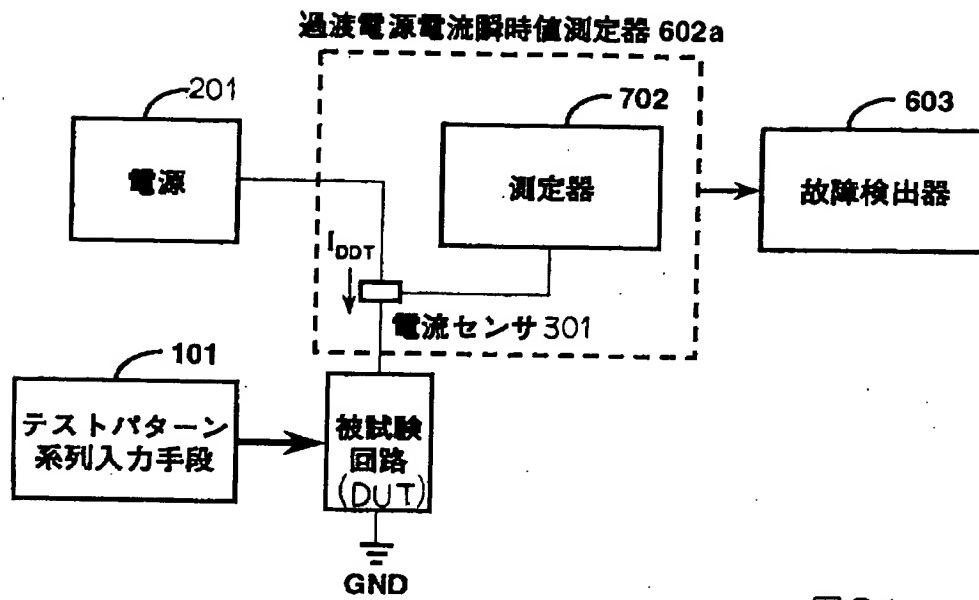 過渡電源電流瞬時値測定器 602a
201
702
603
電源
測定器
故障検出器
IDDT
電流センサ 301
101
テストパターン
系列入力手段
被試験
回路
(DUT)
GND